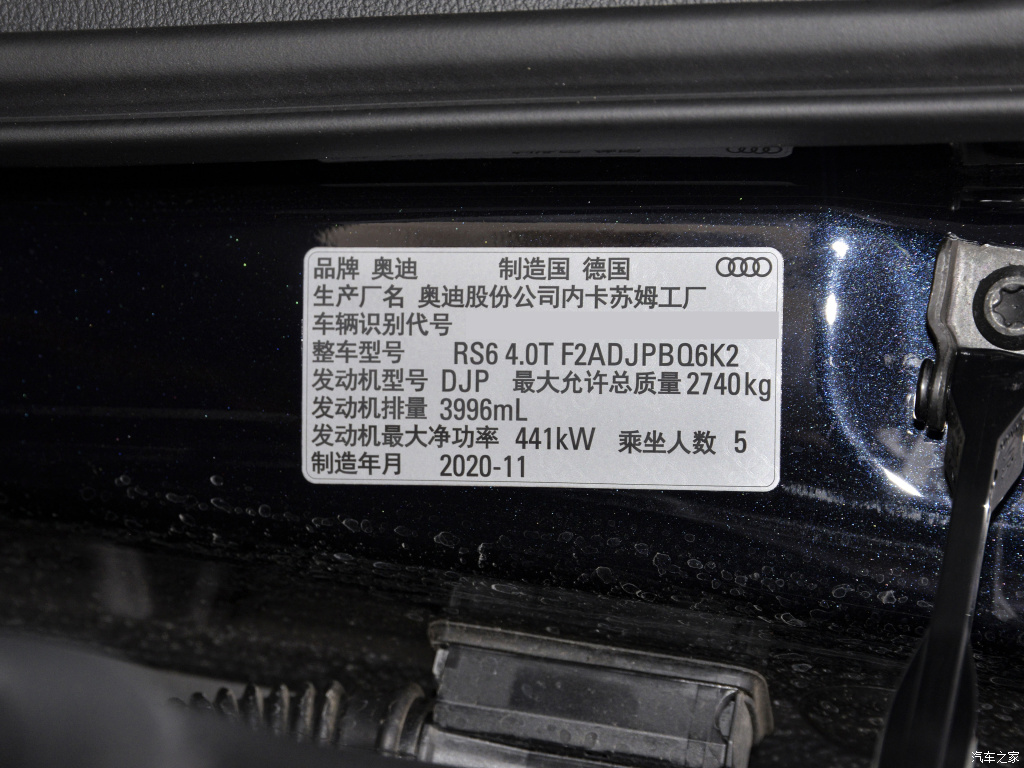 品牌 奥迪 制造国 德国
生产厂名 奥迪股份公司内卡苏姆工厂
车辆识别代号
整车型号 RS6 4.0T F2ADJPBQ6K2
发动机型号 DJP 最大允许总质量 2740kg
发动机排量 3996mL
发动机最大净功率 441kW 乘坐人数 5
制造年月 2020-11
汽车之家